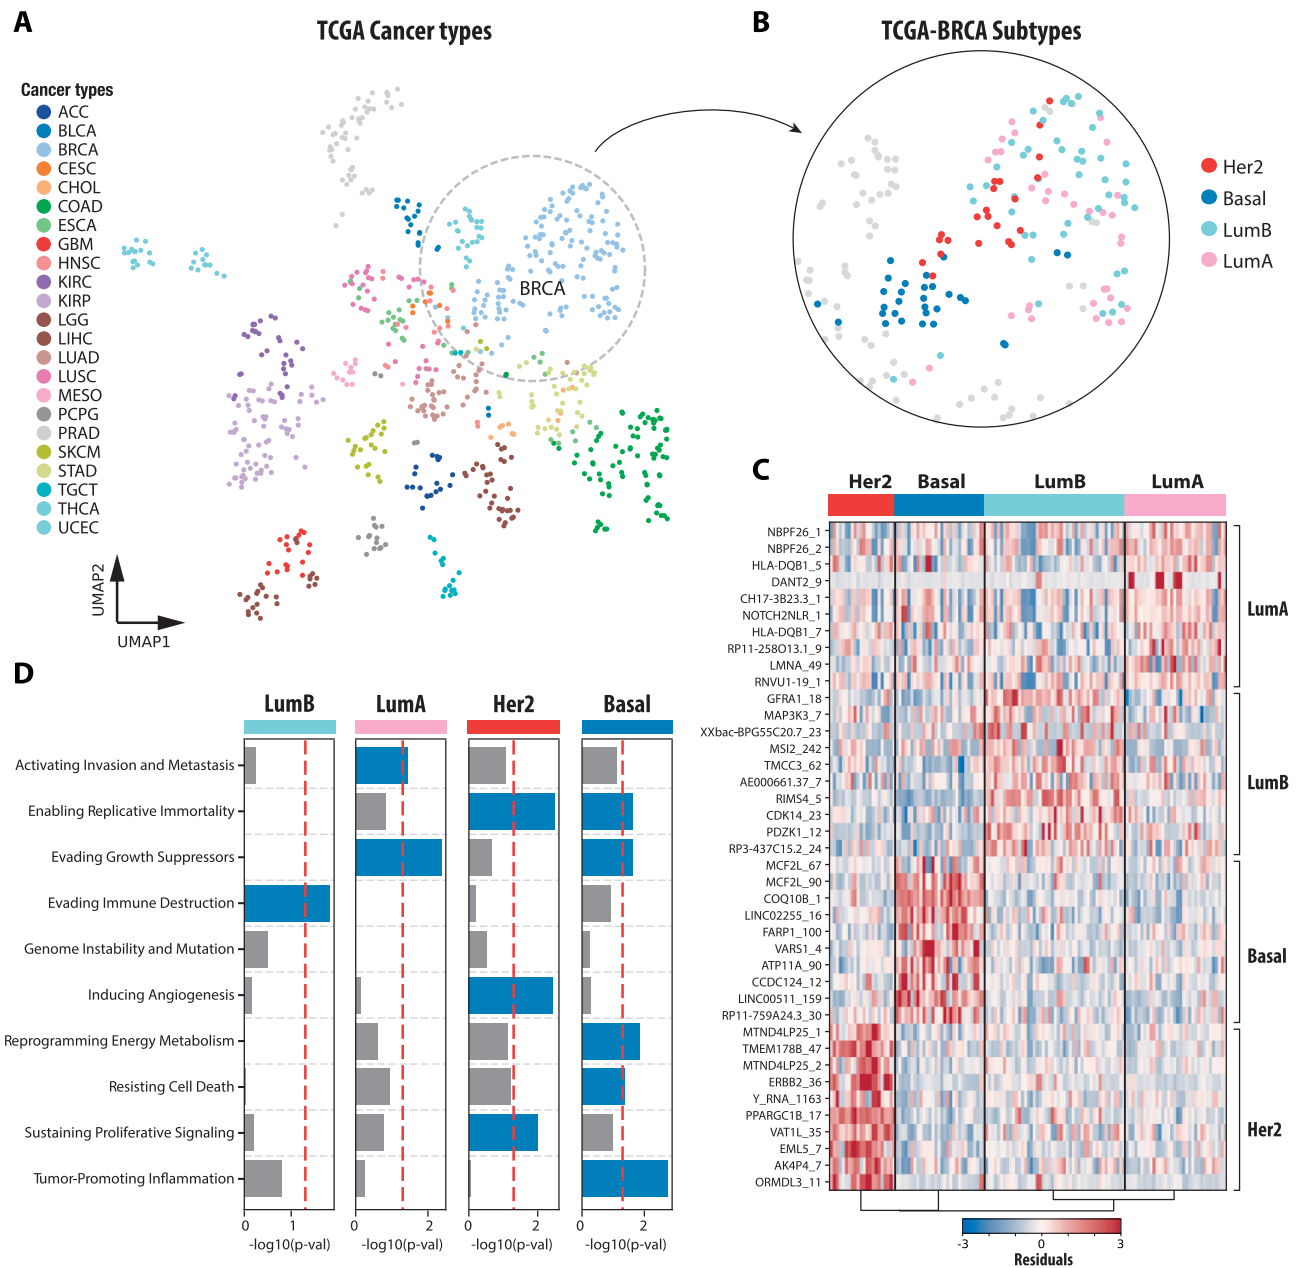 A
TCGA Cancer types
Cancer types
ACC
BLCA
BRCA
CESC
CHOL
COAD
ESCA
GBM
HNSC
KIRC
KIRP
LGG
LIHC
LUAD
LUSC
MESO
PCPG
PRAD
SKCM
STAD
TGCT
THCA
UCEC
BRCA
UMAP2
UMAP1
B
TCGA-BRCA Subtypes
Her2
Basal
LumB
LumA
C
Her2 Basal LumB LumA
NBPF26_1
NBPF26_2
HLA-DQB1_5
DANT2_9
CH17-3B23.3_1
NOTCH2NLR_1
HLA-DQB1_7
RP11-258O13.1_9
LMNA_49
RNVU1-19_1
GFRA1_18
MAP3K3_7
XXbac-BPG55C20.7_23
MSI2_242
TMCC3_62
AE000661.37_7
RIMS4_5
CDK14_23
PDZK1_12
RP3-437C15.2_24
MCF2L_67
MCF2L_90
COQ10B_1
LINC02255_16
FARP1_100
VARS1_4
ATP11A_90
CCDC124_12
LINC00511_159
RP11-759A24.3_30
MTND4LP25_1
TMEM178B_47
MTND4LP25_2
ERBB2_36
Y_RNA_1163
PPARGC1B_17
VAT1L_35
EML5_7
AK4P4_7
ORMDL3_11
LumA
LumB
Basal
Her2
-3 0 3
Residuals
D
LumB LumA Her2 Basal
Activating Invasion and Metastasis
Enabling Replicative Immortality
Evading Growth Suppressors
Evading Immune Destruction
Genome Instability and Mutation
Inducing Angiogenesis
Reprogramming Energy Metabolism
Resisting Cell Death
Sustaining Proliferative Signaling
Tumor-Promoting Inflammation
0 1 0 2 0 2 0 2
-log10(p-val) -log10(p-val) -log10(p-val) -log10(p-val)